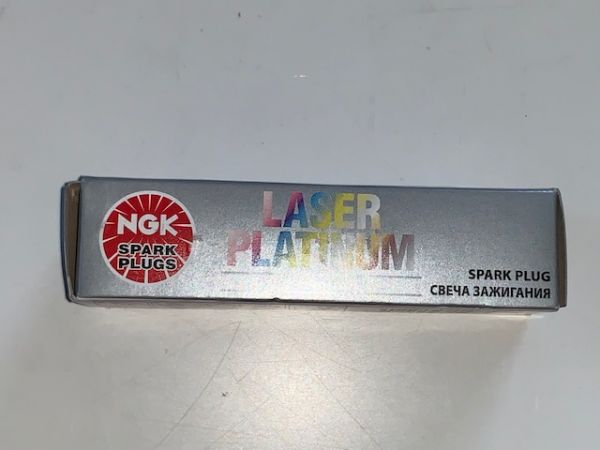 NGK
SPARK
PLUGS
LASER
PLATINUM
SPARK PLUG
СВЕЧА ЗАЖИГАНИЯ